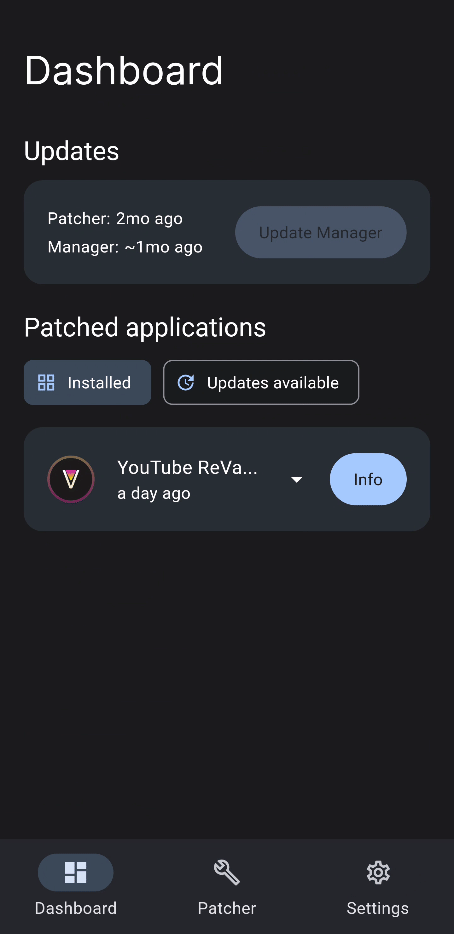 Dashboard
Updates
Patcher: 2mo ago
Manager: ~1mo ago
Update Manager
Patched applications
Installed
Updates available
YouTube ReVa...
a day ago
Info
Dashboard
Patcher
Settings